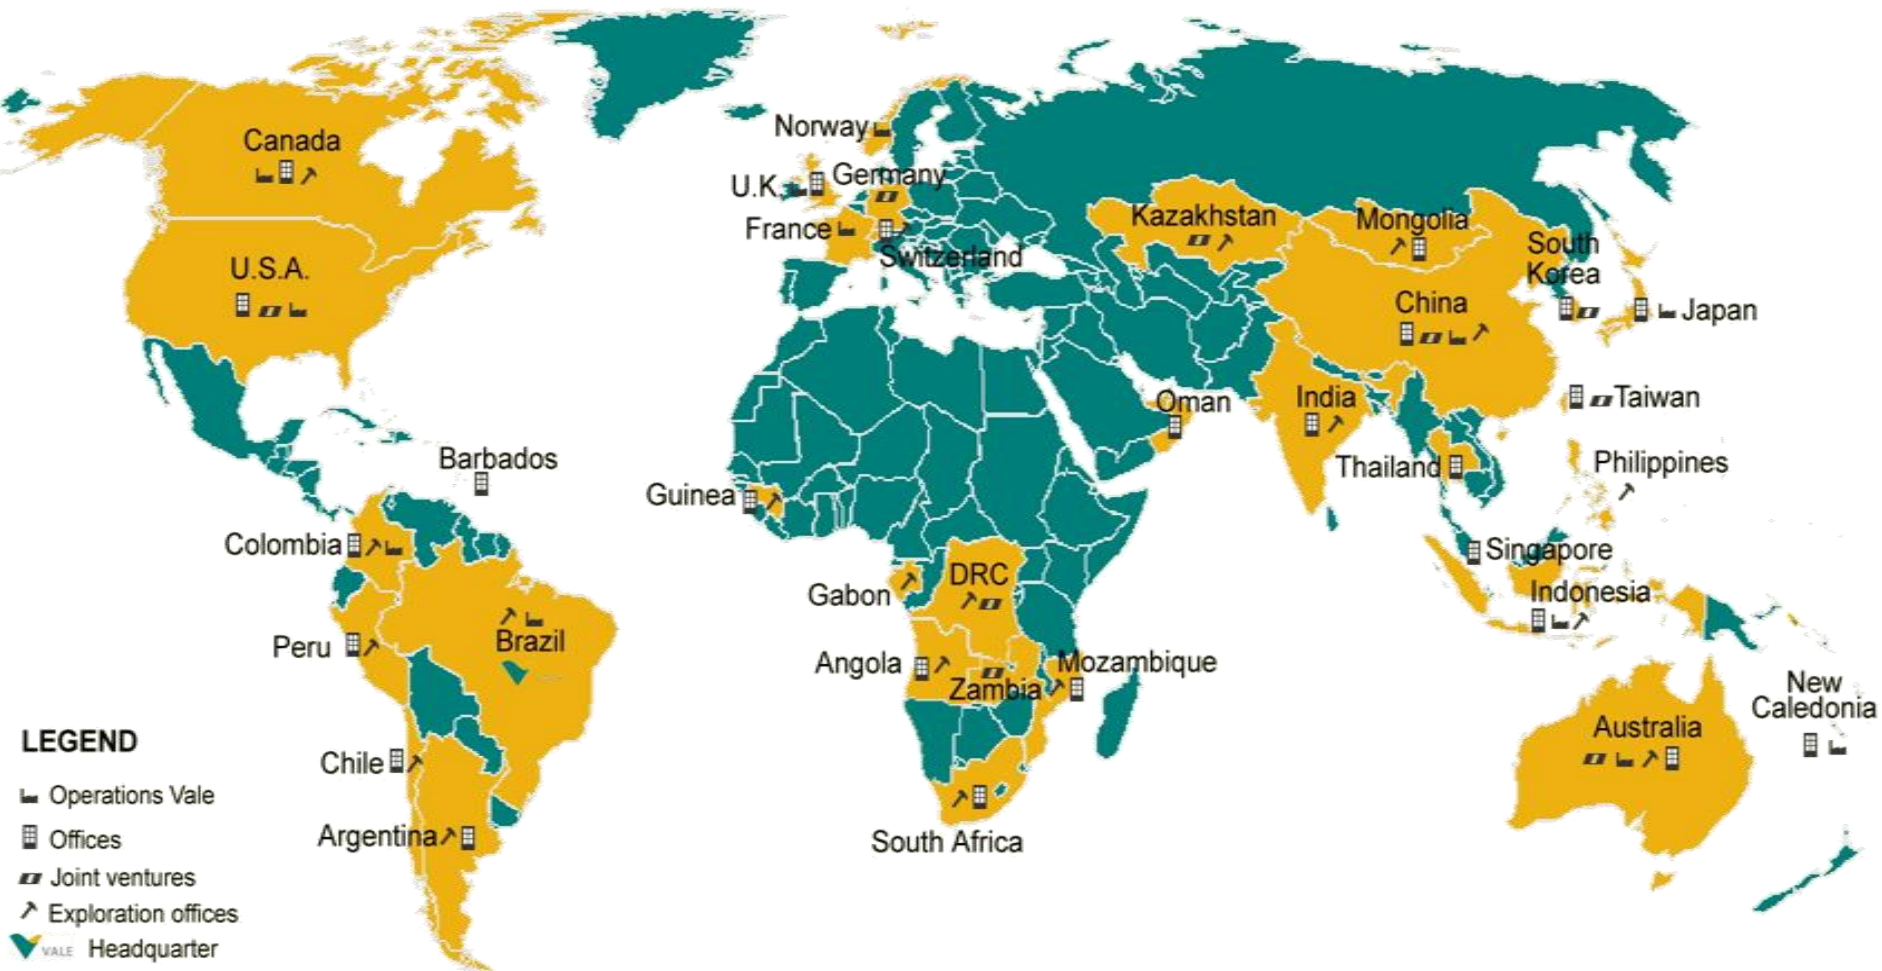 Canada
U.S.A.
Barbados
Colombia
Peru
Brazil
Chile
Argentina
Norway
U.K.
Germany
France
Switzerland
Kazakhstan
Mongolia
South
Korea
China
Japan
Oman
India
Taiwan
Thailand
Philippines
Guinea
Singapore
Indonesia
Gabon
DRC
Angola
Mozambique
Zambia
South Africa
Australia
New
Caledonia
LEGEND
Operations Vale
Offices
Joint ventures
Exploration offices
VALE Headquarter